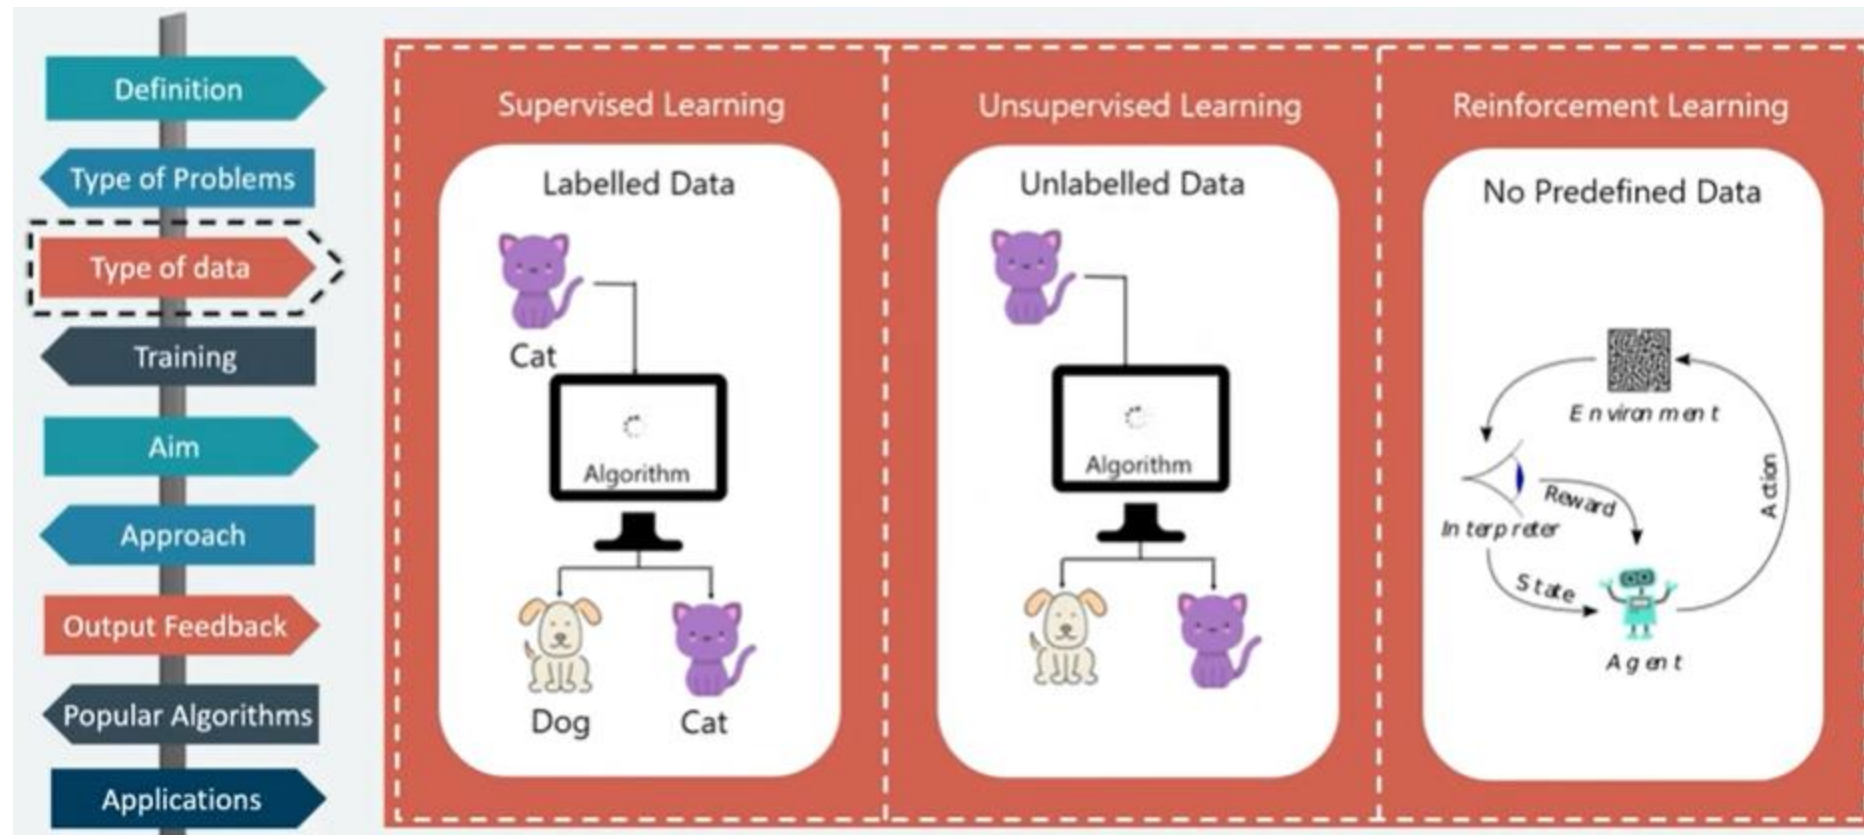 Definition
Type of Problems
Type of data
Training
Aim
Approach
Output Feedback
Popular Algorithms
Applications
Supervised Learning
Labelled Data
Cat
Algorithm
Dog
Cat
Unsupervised Learning
Unlabelled Data
Algorithm
Reinforcement Learning
No Predefined Data
Environment
Reward
Interpreter
Action
State
Agent